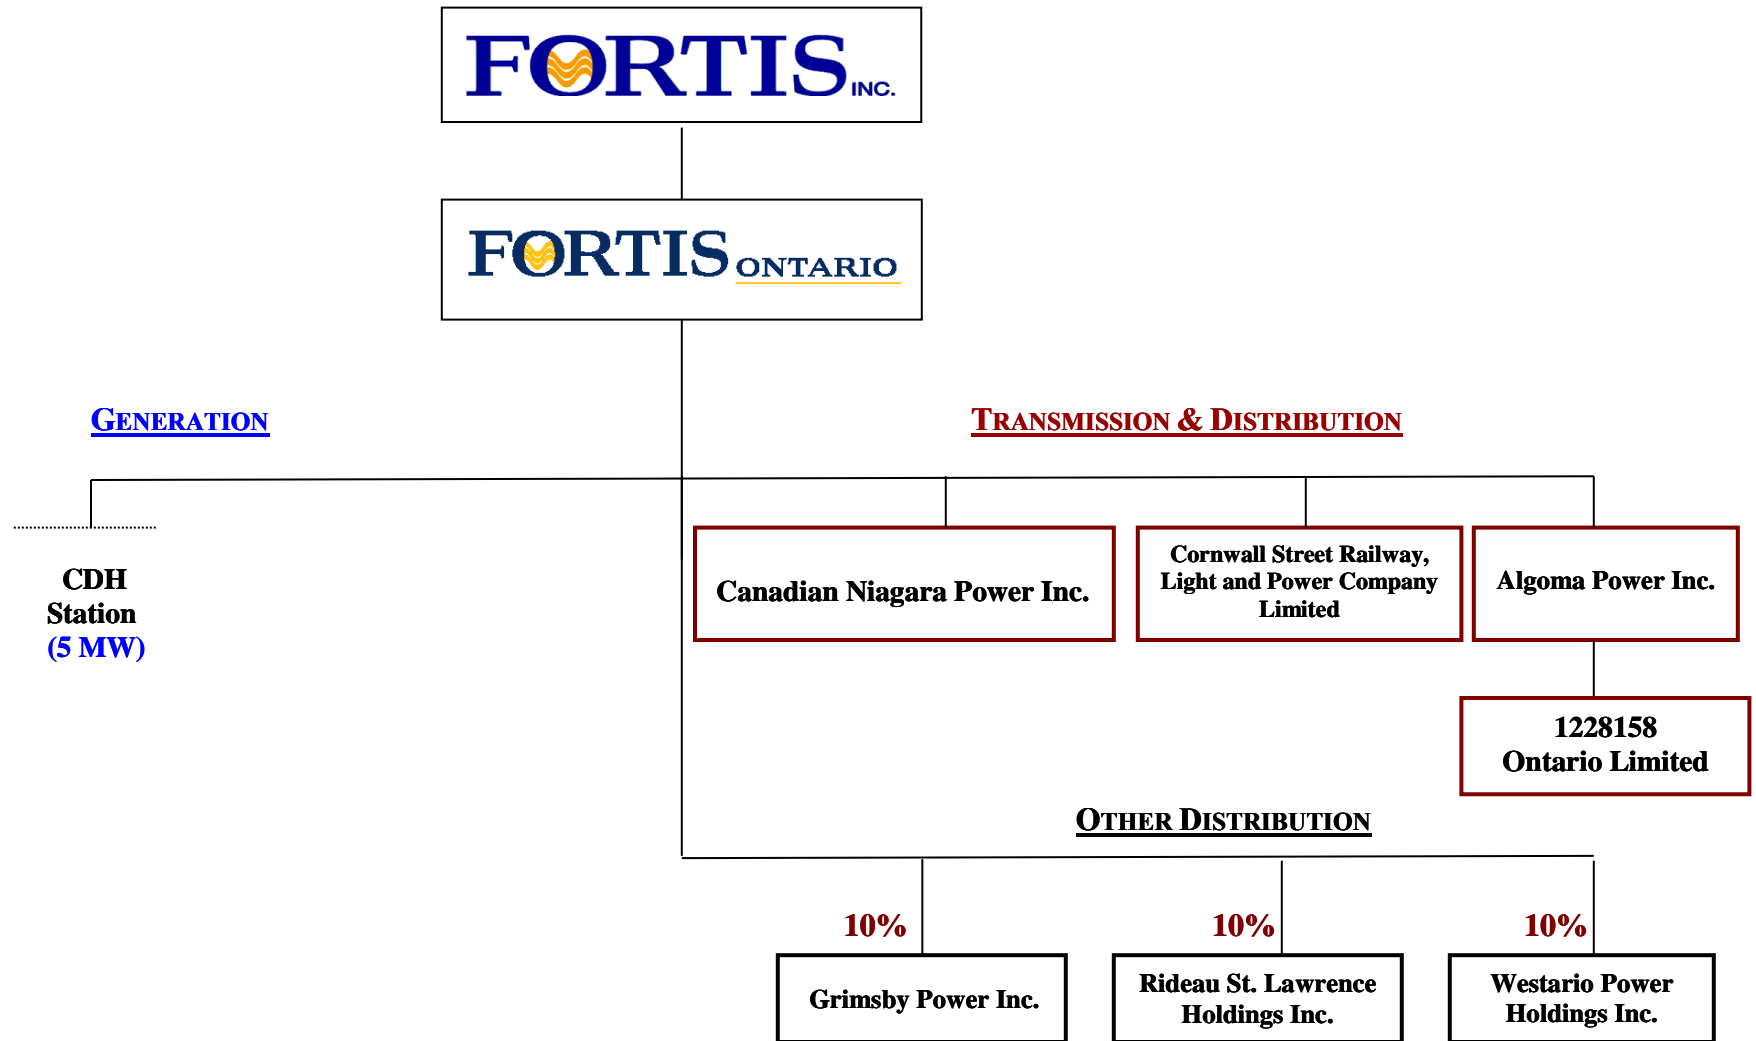 FORTIS INC.
FORTIS ONTARIO
GENERATION
TRANSMISSION & DISTRIBUTION
CDH
Station
(5 MW)
Canadian Niagara Power Inc.
Cornwall Street Railway,
Light and Power Company
Limited
Algoma Power Inc.
1228158
Ontario Limited
OTHER DISTRIBUTION
10%
10%
10%
Grimsby Power Inc.
Rideau St. Lawrence
Holdings Inc.
Westario Power
Holdings Inc.